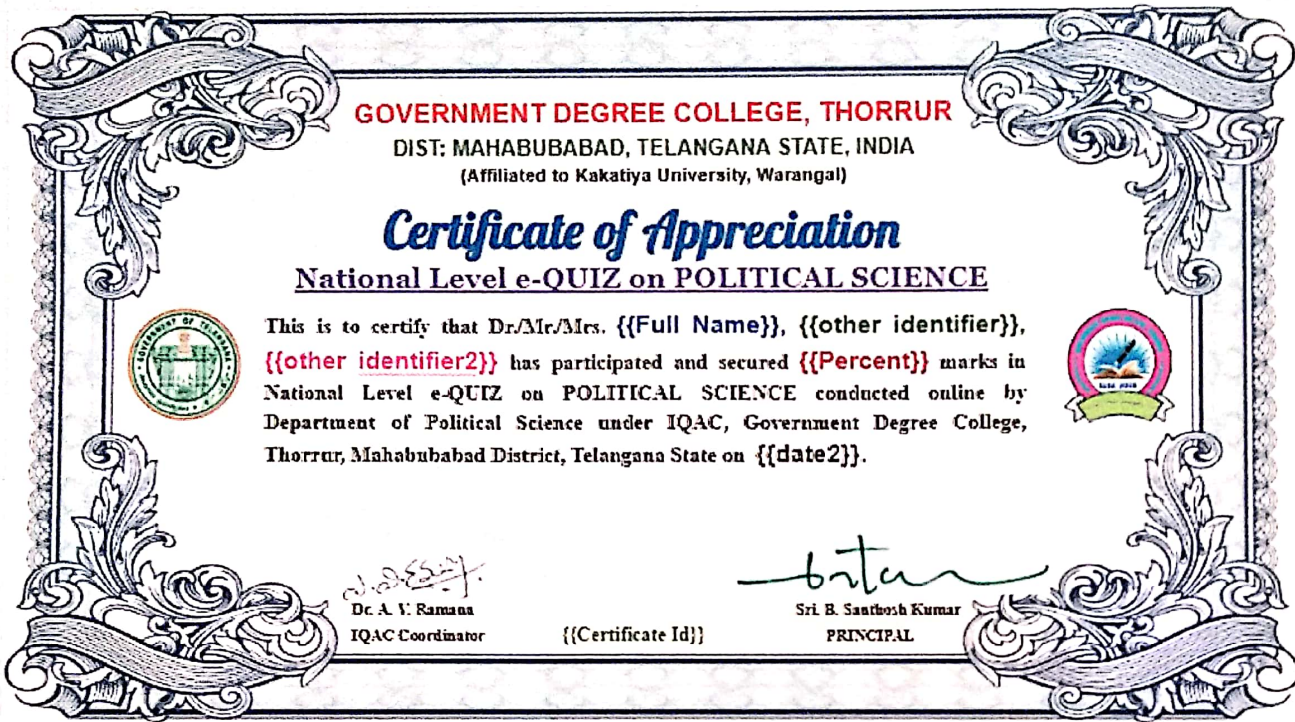 GOVERNMENT DEGREE COLLEGE, THORRUR
DIST: MAHABUBABAD, TELANGANA STATE, INDIA
(Affiliated to Kakatiya University, Warangal)
Certificate of Appreciation
National Level e-QUIZ on POLITICAL SCIENCE
This is to certify that Dr./Mr./Mrs. {{Full Name}}, {{other identifier}},
{{other identifier2}} has participated and secured {{Percent}} marks in
National Level e-QUIZ on POLITICAL SCIENCE conducted online by
Department of Political Science under IQAC, Government Degree College,
Thorrur, Mahabubabad District, Telangana State on {{date2}}.
GOVERNMENT OF TELANGANA
Dr. A. V. Ramana
IQAC Coordinator
{{Certificate Id}}
Sri. B. Santhosh Kumar
PRINCIPAL